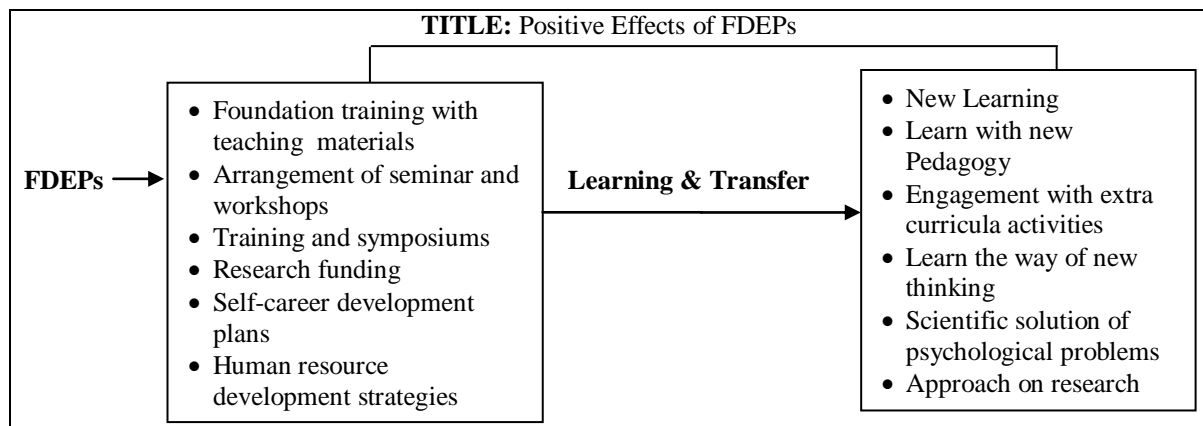 TITLE: Positive Effects of FDEPs
FDEPs
• Foundation training with
teaching materials
• Arrangement of seminar and
workshops
• Training and symposiums
• Research funding
• Self-career development
plans
• Human resource
development strategies
Learning & Transfer
• New Learning
• Learn with new
Pedagogy
• Engagement with extra
curricula activities
• Learn the way of new
thinking
• Scientific solution of
psychological problems
• Approach on research